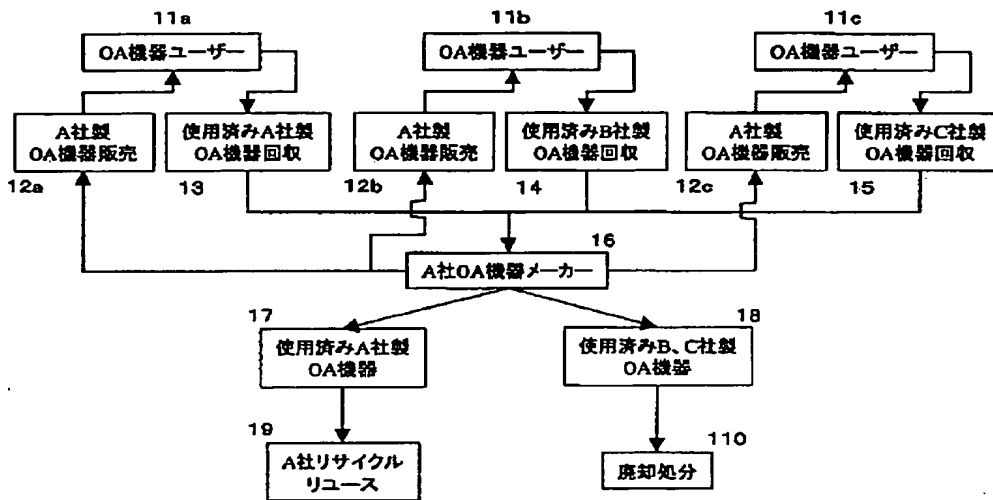 11a
OA機器ユーザー
11b
OA機器ユーザー
11c
OA機器ユーザー
A社製
OA機器販売
12a
使用済みA社製
OA機器回収
13
A社製
OA機器販売
12b
使用済みB社製
OA機器回収
14
A社製
OA機器販売
12c
使用済みC社製
OA機器回収
15
16
A社OA機器メーカー
17
使用済みA社製
OA機器
18
使用済みB、C社製
OA機器
19
A社リサイクル
リユース
110
廃却処分